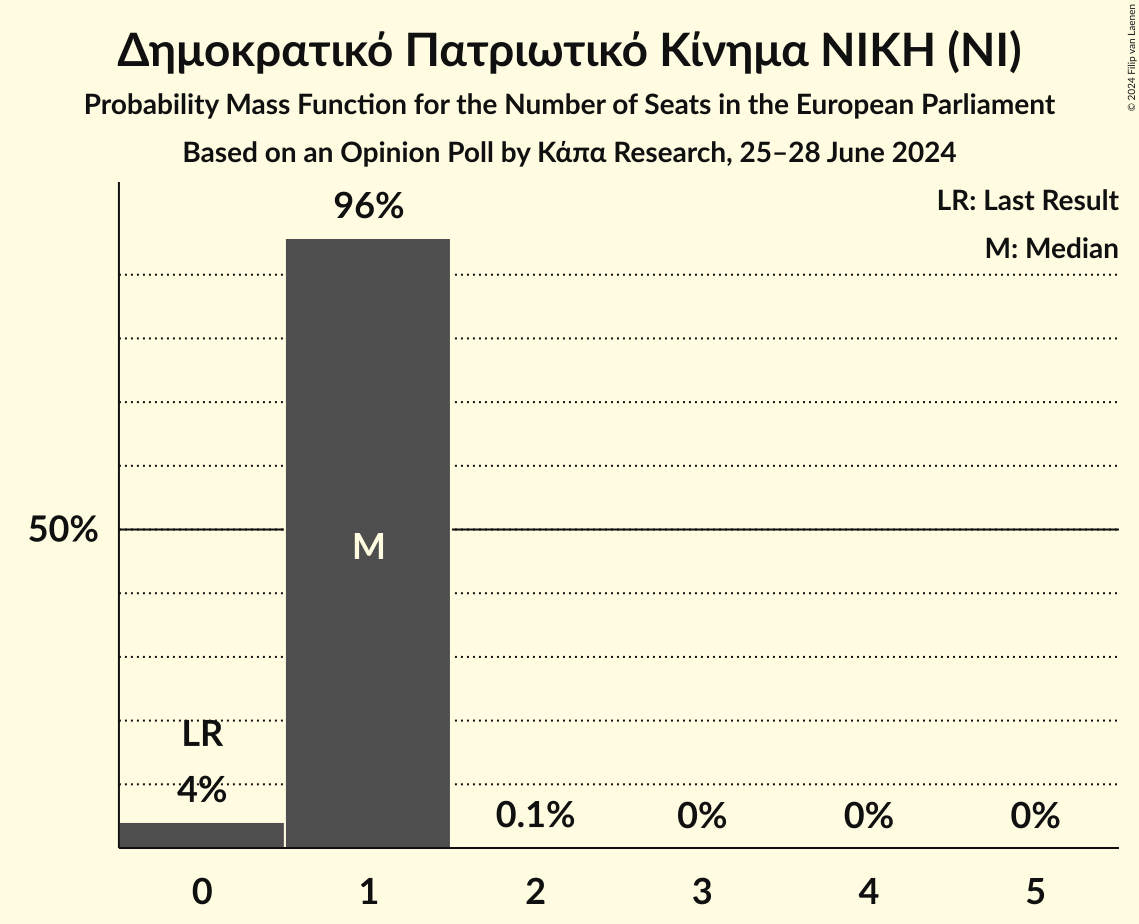 Δημοκρατικό Πατριωτικό Κίνημα ΝΙΚΗ (NI)
Probability Mass Function for the Number of Seats in the European Parliament
Based on an Opinion Poll by Κάπα Research, 25–28 June 2024
© 2024 Filip van Laenen
LR: Last Result
M: Median
96%
50%
M
LR
4%
0.1%
0%
0%
0%
0
1
2
3
4
5